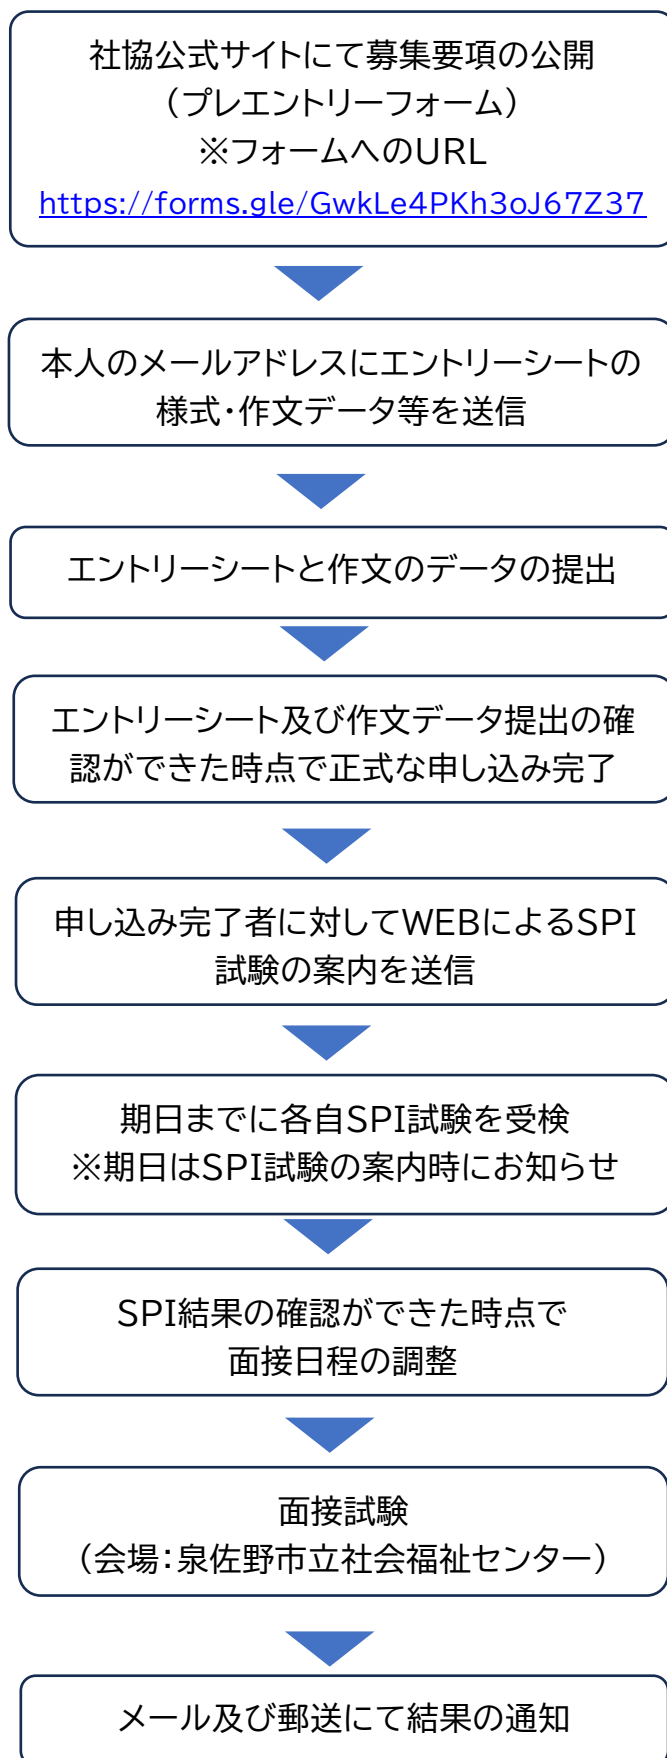 社協公式サイトにて募集要項の公開
（プレエントリーフォーム）
※フォームへのURL
https://forms.gle/GwkLe4PKh3oJ67Z37
本人のメールアドレスにエントリーシートの
様式・作文データ等を送信
エントリーシートと作文のデータの提出
エントリーシート及び作文データ提出の確
認ができた時点で正式な申し込み完了
申し込み完了者に対してWEBによるSPI
試験の案内を送信
期日までに各自SPI試験を受検
※期日はSPI試験の案内時にお知らせ
SPI結果の確認ができた時点で
面接日程の調整
面接試験
（会場：泉佐野市立社会福祉センター）
メール及び郵送にて結果の通知